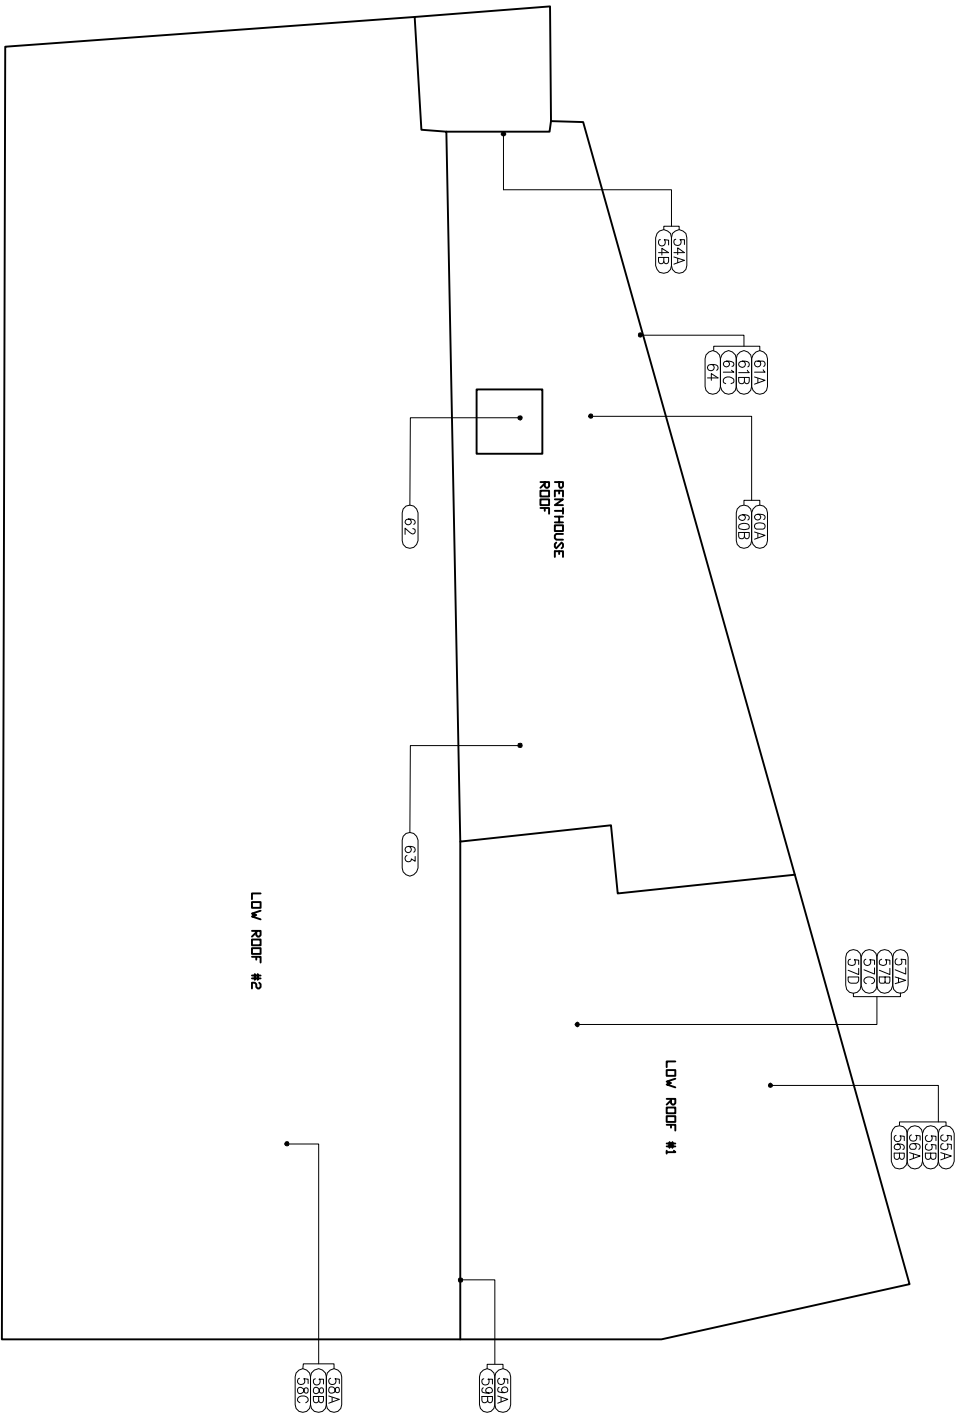 54A
54B
61A
61B
61C
64
60A
60B
62
PENTHOUSE
ROOF
63
LOW ROOF #2
57A
57B
57C
57D
LOW ROOF #1
55A
55B
56A
56B
58A
58B
58C
59A
59B